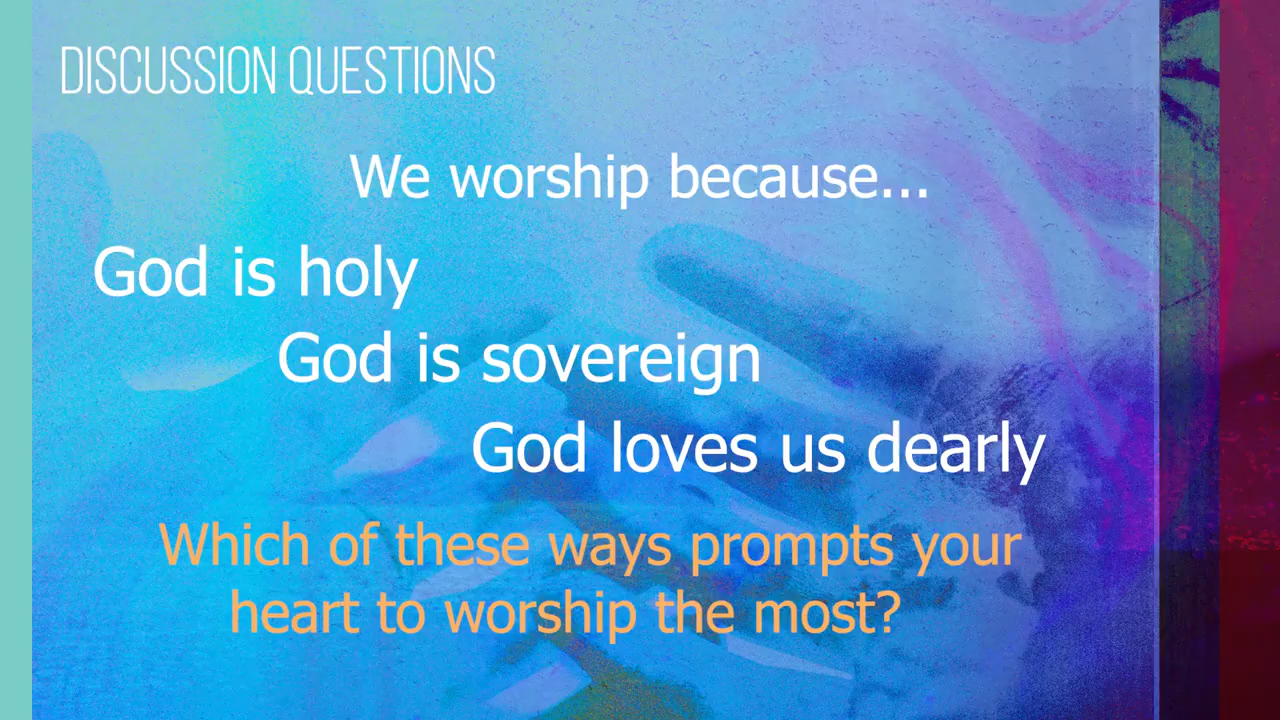 DISCUSSION QUESTIONS
We worship because...
God is holy
God is sovereign
God loves us dearly
Which of these ways prompts your
heart to worship the most?